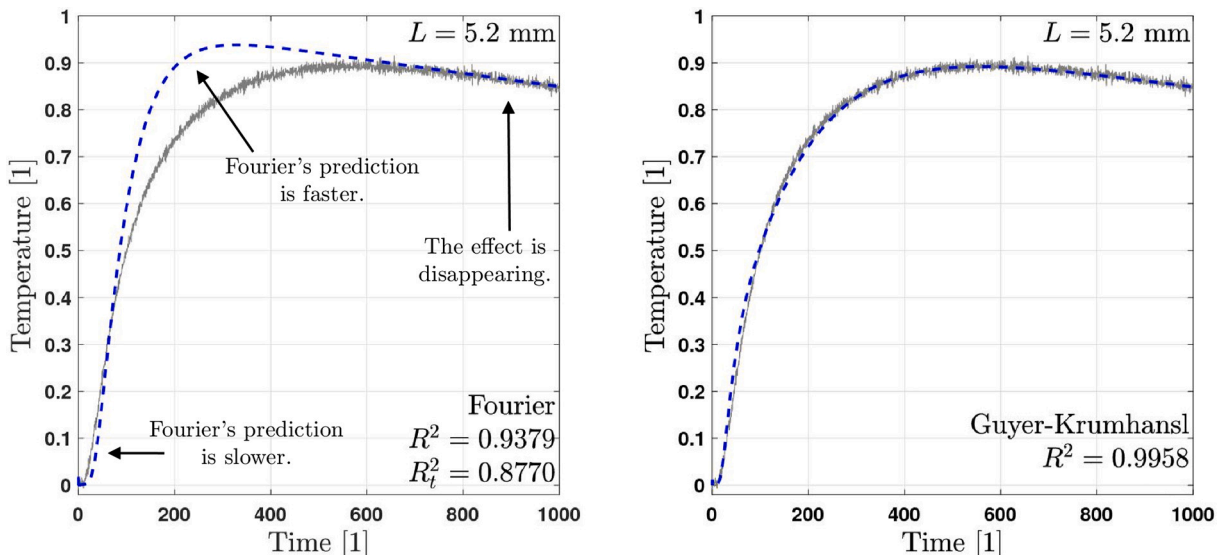 L = 5.2 mm
Fourier's prediction
is faster.
The effect is
disappearing.
Fourier's prediction
is slower.
Fourier
R² = 0.9379
R²ₜ = 0.8770
Temperature [1]
1
0.9
0.8
0.7
0.6
0.5
0.4
0.3
0.2
0.1
0
0 200 400 600 800 1000
Time [1]
L = 5.2 mm
Guyer-Krumhansl
R² = 0.9958
Temperature [1]
1
0.9
0.8
0.7
0.6
0.5
0.4
0.3
0.2
0.1
0
0 200 400 600 800 1000
Time [1]